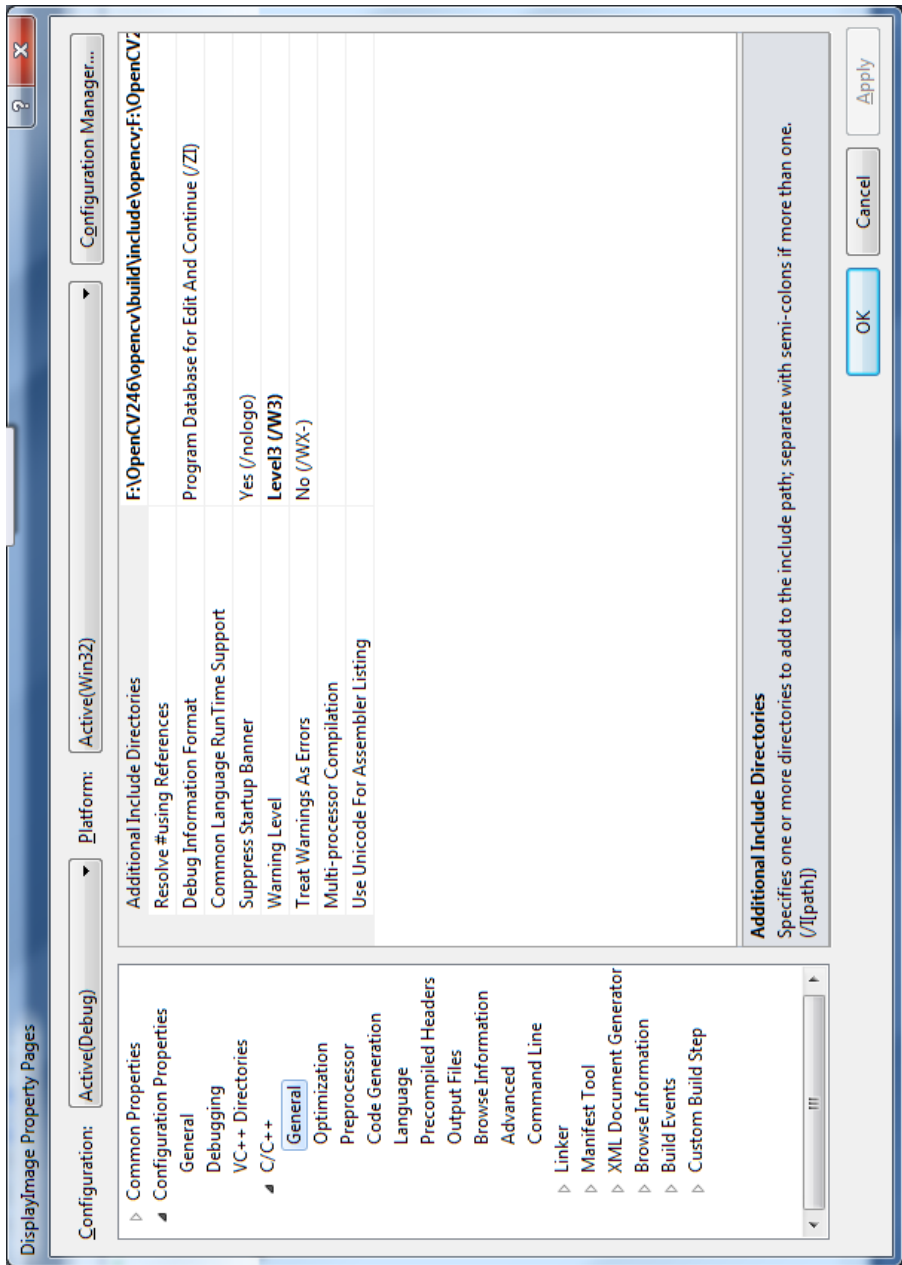 DisplayImage Property Pages
? x
Configuration: Active(Debug) Platform: Active(Win32) Configuration Manager...
Common Properties
Configuration Properties
General
Debugging
VC++ Directories
C/C++
General
Optimization
Preprocessor
Code Generation
Language
Precompiled Headers
Output Files
Browse Information
Advanced
Command Line
Linker
Manifest Tool
XML Document Generator
Browse Information
Build Events
Custom Build Step
Additional Include Directories F:\OpenCV246\opencv\build\include\opencv;F:\OpenCV2
Resolve #using References
Debug Information Format Program Database for Edit And Continue (/ZI)
Common Language RunTime Support
Suppress Startup Banner Yes (/nologo)
Warning Level Level3 (/W3)
Treat Warnings As Errors No (/WX-)
Multi-processor Compilation
Use Unicode For Assembler Listing
Additional Include Directories
Specifies one or more directories to add to the include path; separate with semi-colons if more than one.
(/I[path])
OK Cancel Apply